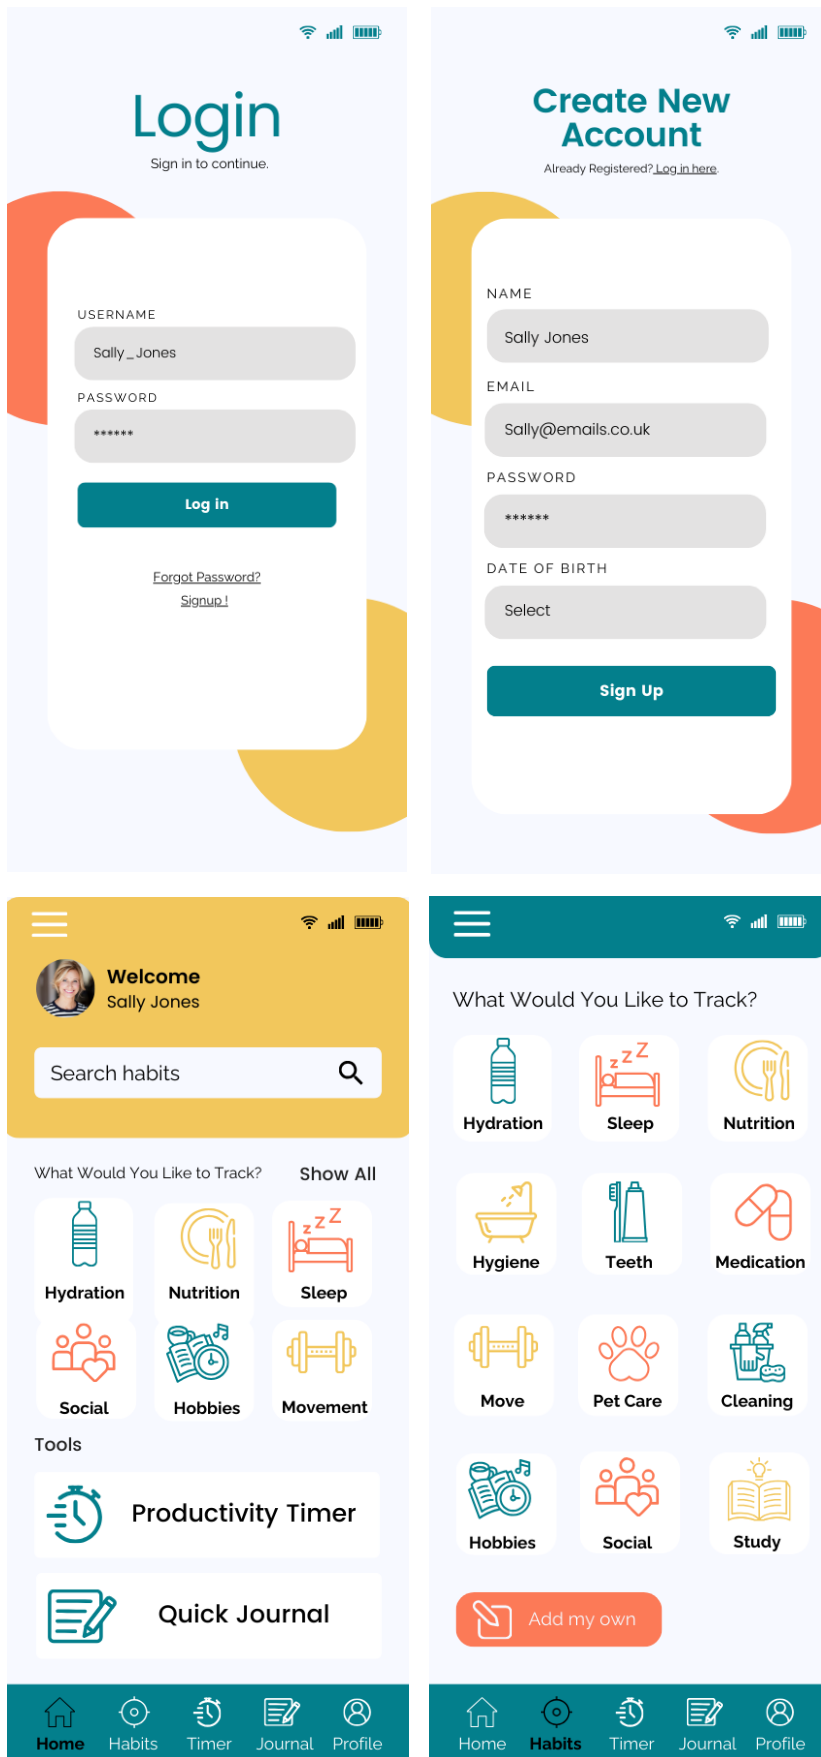 Login
Sign in to continue.
USERNAME
Sally_Jones
PASSWORD
******
Log in
Forgot Password?
Signup !
Create New
Account
Already Registered? Log in here.
NAME
Sally Jones
EMAIL
Sally@emails.co.uk
PASSWORD
******
DATE OF BIRTH
Select
Sign Up
Welcome
Sally Jones
Search habits
What Would You Like to Track? Show All
Hydration Nutrition Sleep
Social Hobbies Movement
Tools
Productivity Timer
Quick Journal
Home Habits Timer Journal Profile
What Would You Like to Track?
Hydration Sleep Nutrition
Hygiene Teeth Medication
Move Pet Care Cleaning
Hobbies Social Study
Add my own
Home Habits Timer Journal Profile